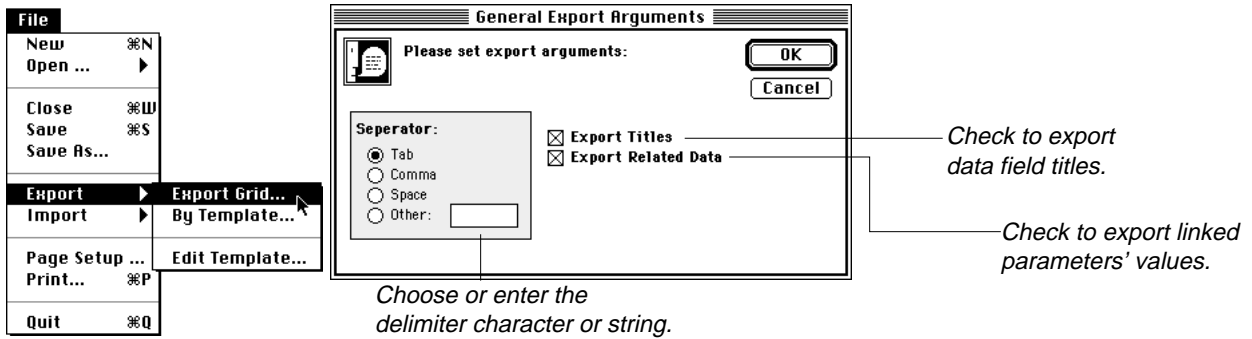 File
New ⌘N
Open ...
Close ⌘W
Save ⌘S
Save As...
Export
Import
Page Setup ...
Print... ⌘P
Quit ⌘Q
Export Grid...
By Template...
Edit Template...
General Export Arguments
Please set export arguments:
OK
Cancel
Seperator:
Tab
Comma
Space
Other:
Export Titles
Export Related Data
Check to export
data field titles.
Check to export linked
parameters’ values.
Choose or enter the
delimiter character or string.